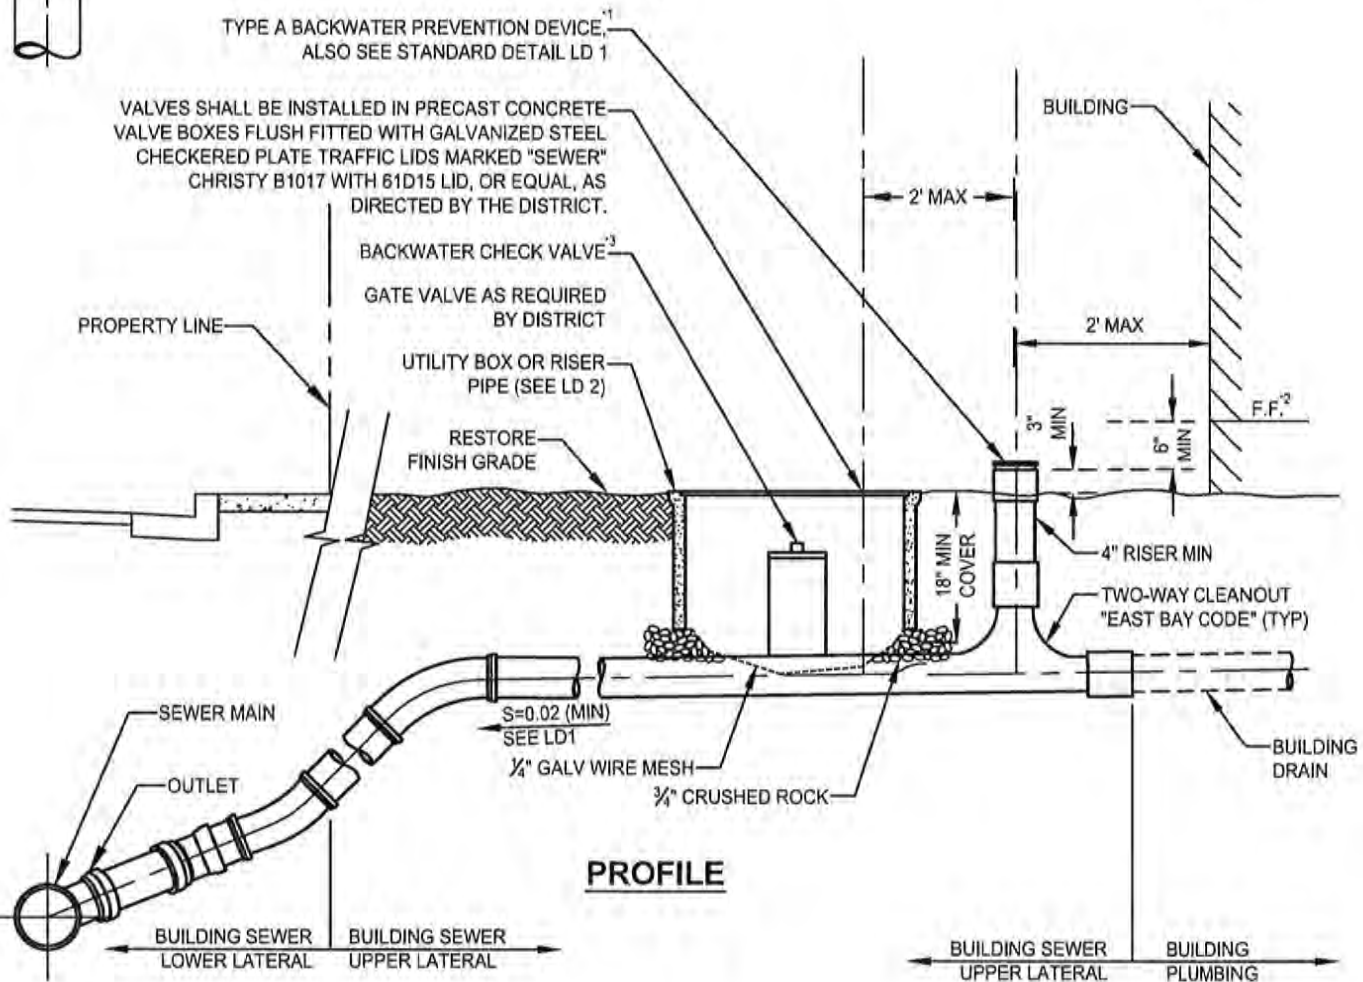 TYPE A BACKWATER PREVENTION DEVICE,*1
ALSO SEE STANDARD DETAIL LD 1
VALVES SHALL BE INSTALLED IN PRECAST CONCRETE
VALVE BOXES FLUSH FITTED WITH GALVANIZED STEEL
CHECKERED PLATE TRAFFIC LIDS MARKED "SEWER"
CHRISTY B1017 WITH 61D15 LID, OR EQUAL, AS
DIRECTED BY THE DISTRICT.
BUILDING
2' MAX
BACKWATER CHECK VALVE*3
GATE VALVE AS REQUIRED
BY DISTRICT
PROPERTY LINE
2' MAX
UTILITY BOX OR RISER
PIPE (SEE LD 2)
F.F.*2
3"
MIN
6"
MIN
RESTORE
FINISH GRADE
18" MIN
COVER
4" RISER MIN
TWO-WAY CLEANOUT
"EAST BAY CODE" (TYP)
SEWER MAIN
S=0.02 (MIN)
SEE LD1
BUILDING
DRAIN
¼" GALV WIRE MESH
OUTLET
¾" CRUSHED ROCK
PROFILE
BUILDING SEWER
LOWER LATERAL
BUILDING SEWER
UPPER LATERAL
BUILDING SEWER
UPPER LATERAL
BUILDING
PLUMBING